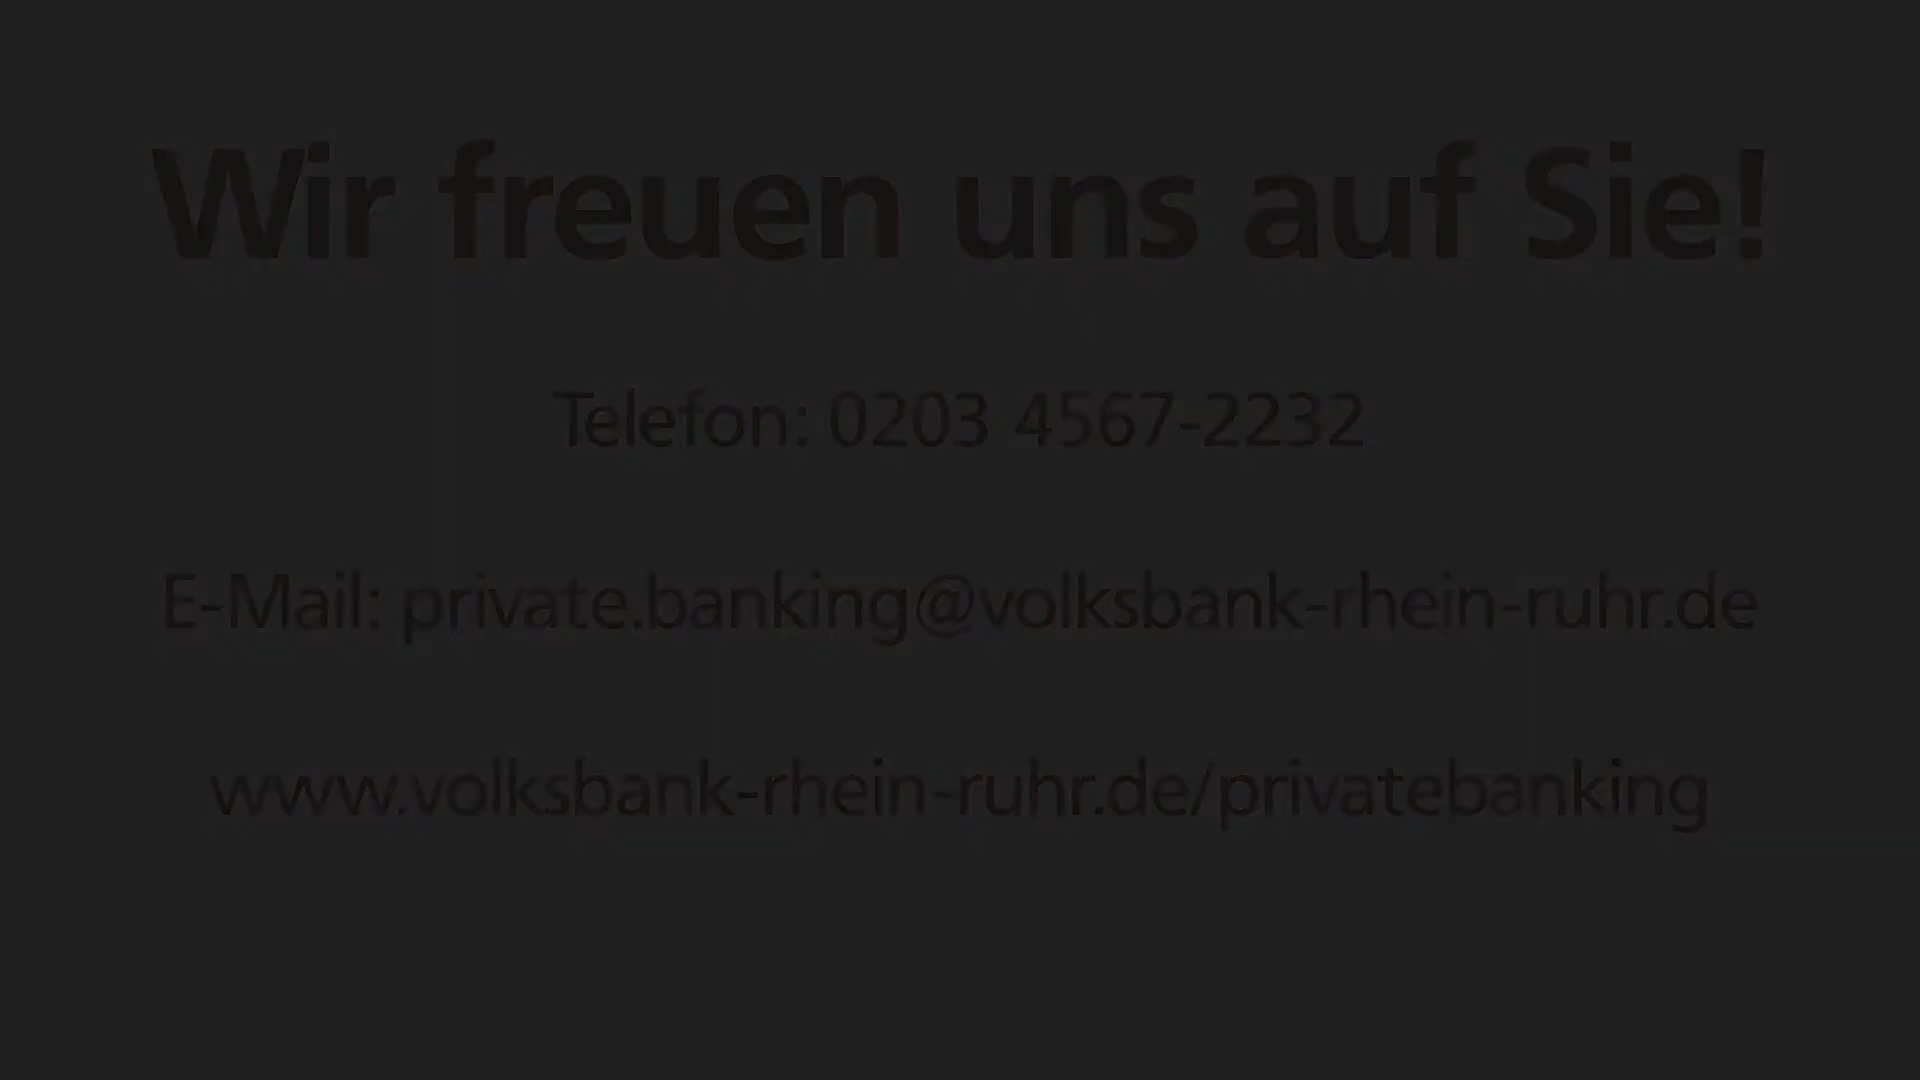 Wir freuen uns auf Sie!
Telefon: 0203 4567-2232
E-Mail: private.banking@volksbank-rhein-ruhr.de
www.volksbank-rhein-ruhr.de/privatebanking